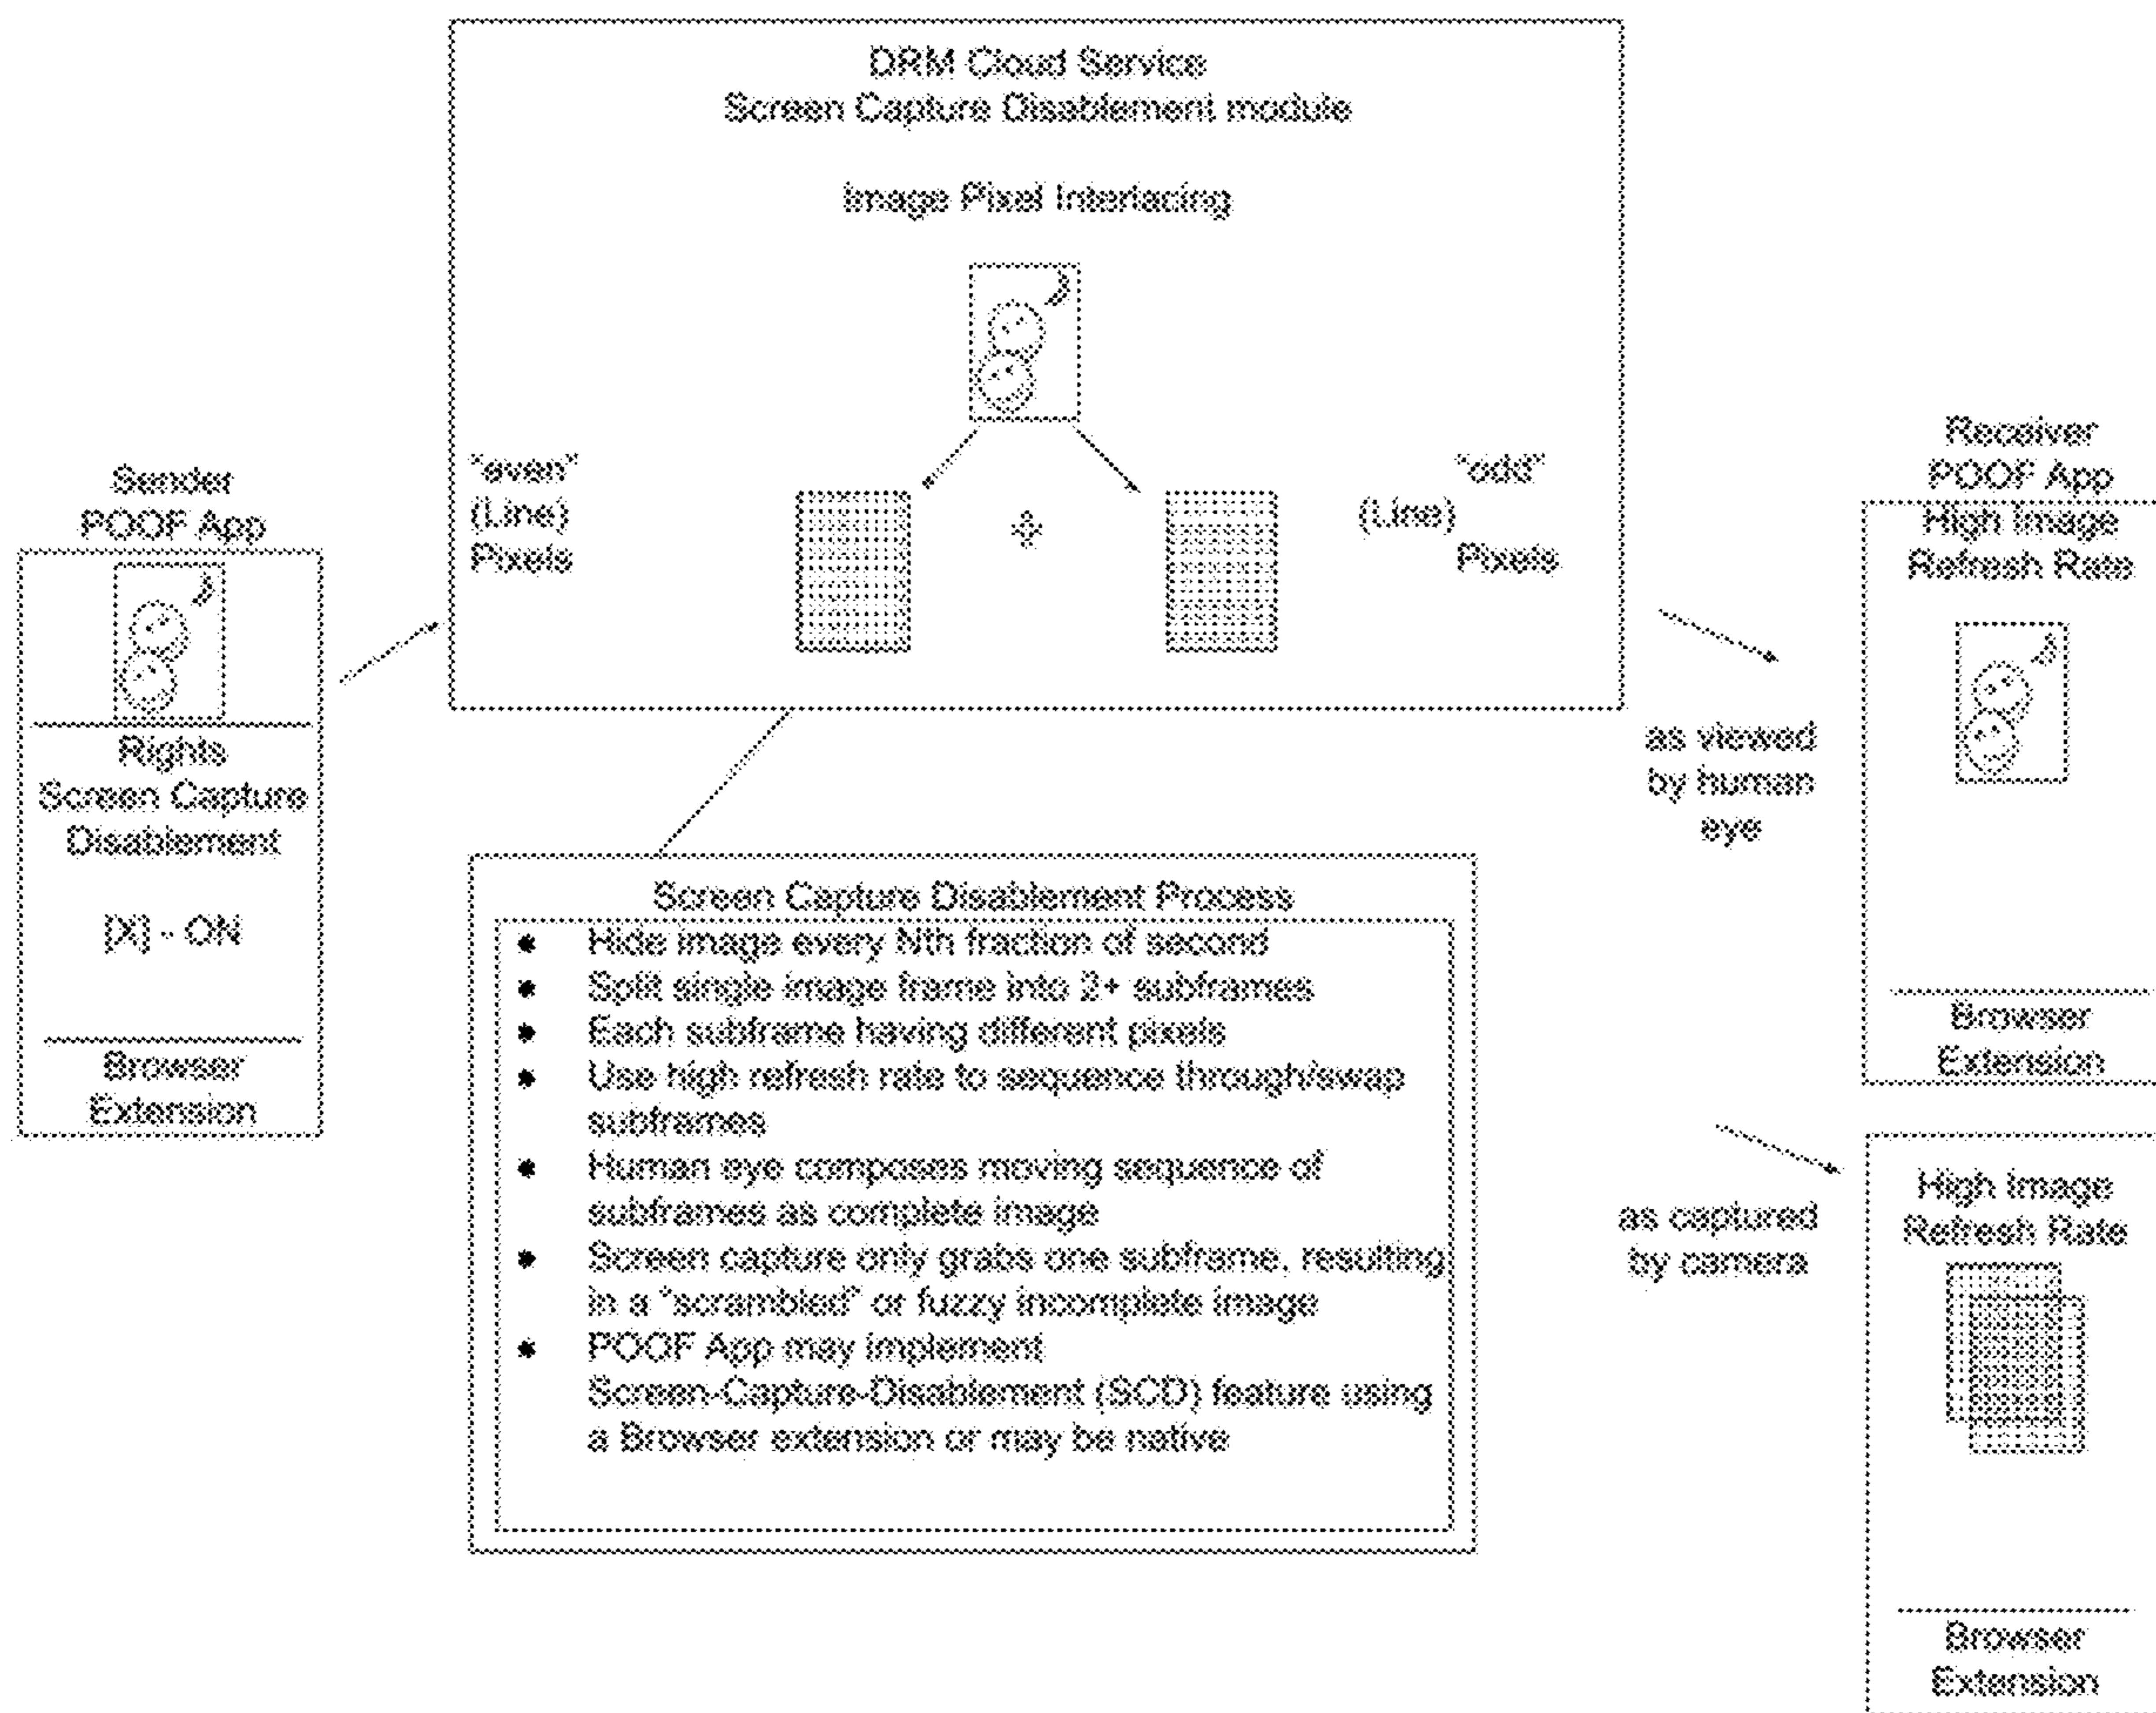 DRM Cloud Service
Screen Capture Disablement module
Image Pixel Interlacing
"even"
(Line)
Pixels
"odd"
(Line)
Pixels
Sender
POOF App
Rights
Screen Capture
Disablement
[X] - ON
Browser
Extension
Screen Capture Disablement Process
● Hide image every Nth fraction of second
● Split single image frame into 2+ subframes
● Each subframe having different pixels
● Use high refresh rate to sequence through/swap
subframes
● Human eye composes moving sequence of
subframes as complete image
● Screen capture only grabs one subframe, resulting
in a "scrambled" or fuzzy incomplete image
● POOF App may implement
Screen-Capture-Disablement (SCD) feature using
a Browser extension or may be native
as viewed
by human
eye
Receiver
POOF App
High Image
Refresh Rate
Browser
Extension
as captured
by camera
High Image
Refresh Rate
Browser
Extension